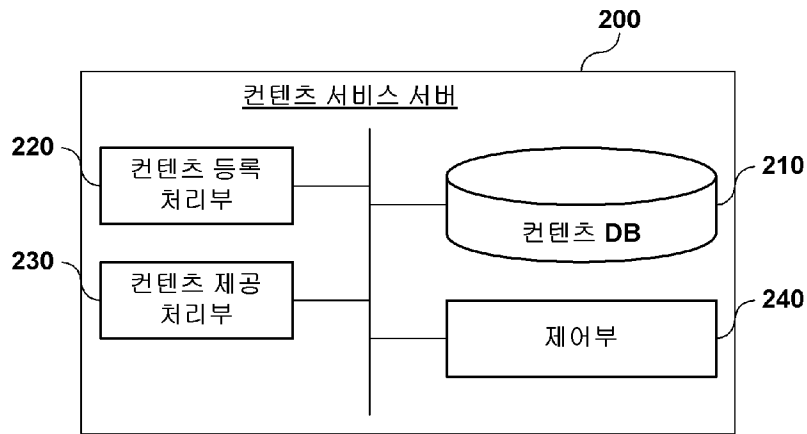 200
컨텐츠 서비스 서버
220
컨텐츠 등록
처리부
210
컨텐츠 DB
230
컨텐츠 제공
처리부
240
제어부